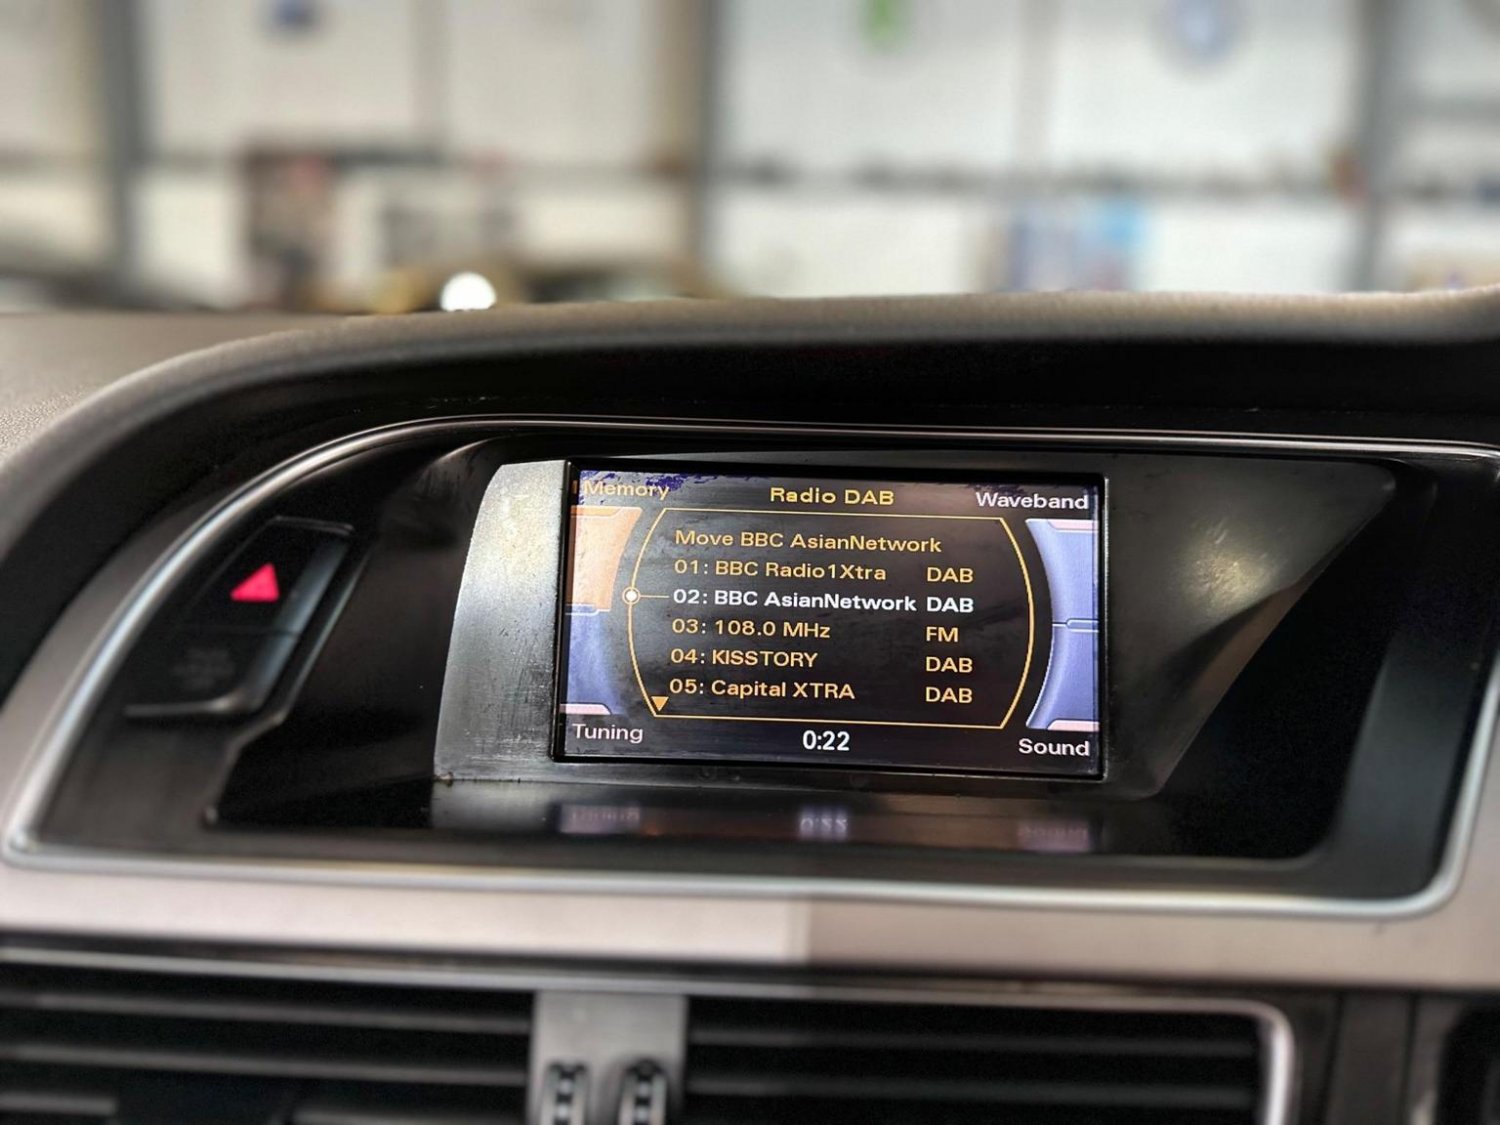 Memory Radio DAB Waveband
Move BBC AsianNetwork
01: BBC Radio1Xtra DAB
02: BBC AsianNetwork DAB
03: 108.0 MHz FM
04: KISSTORY DAB
05: Capital XTRA DAB
Tuning 0:22 Sound